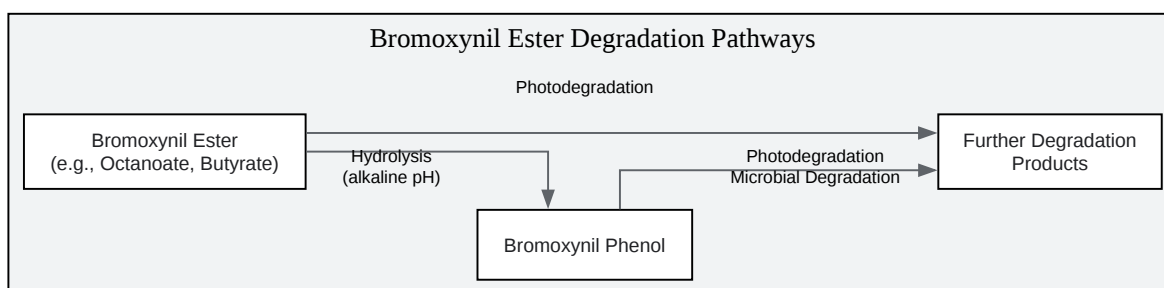 Bromoxynil Ester Degradation Pathways
Photodegradation
Bromoxynil Ester
(e.g., Octanoate, Butyrate)
Hydrolysis
(alkaline pH)
Photodegradation
Microbial Degradation
Further Degradation
Products
Bromoxynil Phenol